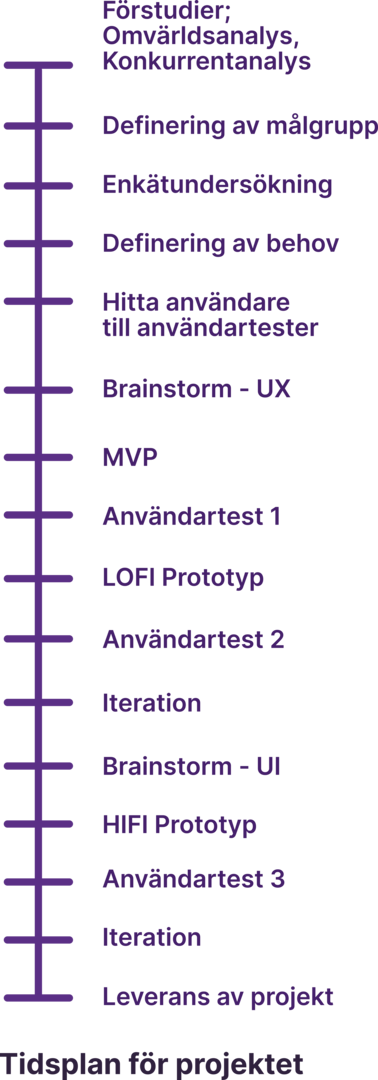 Förstudier;
Omvärldsanalys,
Konkurrentanalys
Definering av målgrupp
Enkätundersökning
Definering av behov
Hitta användare
till användartester
Brainstorm - UX
MVP
Användartest 1
LOFI Prototyp
Användartest 2
Iteration
Brainstorm - UI
HIFI Prototyp
Användartest 3
Iteration
Leverans av projekt
Tidsplan för projektet